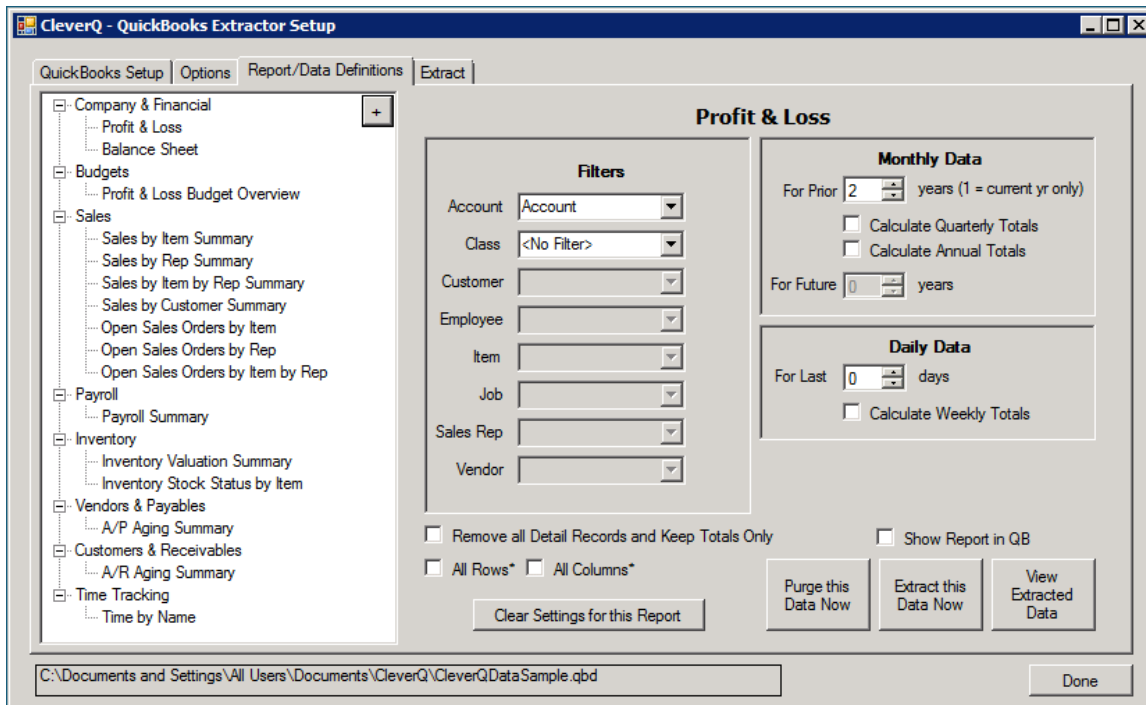 CleverQ - QuickBooks Extractor Setup
QuickBooks Setup
Options
Report/Data Definitions
Extract
Company & Financial
Profit & Loss
Balance Sheet
Budgets
Profit & Loss Budget Overview
Sales
Sales by Item Summary
Sales by Rep Summary
Sales by Item by Rep Summary
Sales by Customer Summary
Open Sales Orders by Item
Open Sales Orders by Rep
Open Sales Orders by Item by Rep
Payroll
Payroll Summary
Inventory
Inventory Valuation Summary
Inventory Stock Status by Item
Vendors & Payables
A/P Aging Summary
Customers & Receivables
A/R Aging Summary
Time Tracking
Time by Name
+
Profit & Loss
Filters
Account Account
Class <No Filter>
Customer
Employee
Item
Job
Sales Rep
Vendor
Monthly Data
For Prior 2 years (1 = current yr only)
Calculate Quarterly Totals
Calculate Annual Totals
For Future 0 years
Daily Data
For Last 0 days
Calculate Weekly Totals
Remove all Detail Records and Keep Totals Only
Show Report in QB
All Rows* All Columns*
Clear Settings for this Report
Purge this
Data Now
Extract this
Data Now
View
Extracted
Data
C:\Documents and Settings\All Users\Documents\CleverQ\CleverQDataSample.qbd
Done